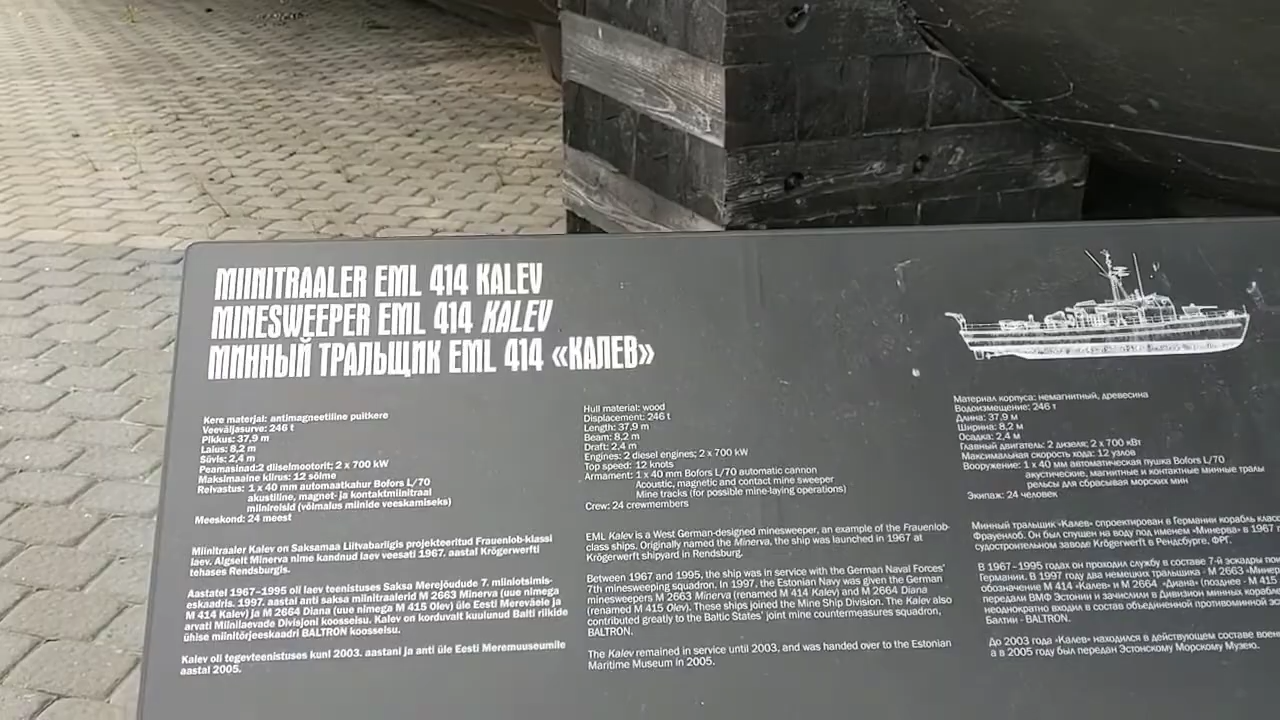 MIINITRAALER EML 414 KALEV
MINESWEEPER EML 414 KALEV
МИННЫЙ ТРАЛЬЩИК EML 414 «КАЛЕВ»
Kere materjal: antimagneetiline puitkere
Veeväljasurve: 246 t
Pikkus: 37,9 m
Laius: 8,2 m
Süvis: 2,4 m
Peamasinad:2 diiselmootorit; 2 x 700 kW
Maksimaalne kiirus: 12 sõlme
Relvastus: 1 x 40 mm automaatkahur Bofors L/70
akustiline, magnet- ja kontaktmiinitraal
miinirelsid (võimalus miinide veeskamiseks)
Meeskond: 24 meest
Miinitraaler Kalev on Saksamaa Liitvabariigis projekteeritud Frauenlob-klassi
laev. Algselt Minerva nime kandnud laev veesati 1967. aastal Krögerwerfti
tehases Rendsburgis.
Aastatel 1967–1995 oli laev teenistuses Saksa Merejõudude 7. miiniotsimis-
eskaadris. 1997. aastal anti saksa miinitraalerid M 2663 Minerva (uue nimega
M 414 Kalev) ja M 2664 Diana (uue nimega M 415 Olev) üle Eesti Mereväele ja
arvati Miinilaevade Divisjoni koosseisu. Kalev on korduvalt kuulunud Balti riikide
ühise miinitõrjeeskaadri BALTRON koosseisu.
Kalev oli tegevteenistuses kuni 2003. aastani ja anti üle Eesti Meremuuseumile
aastal 2005.
Hull material: wood
Displacement: 246 t
Length: 37,9 m
Beam: 8,2 m
Draft: 2,4 m
Engines: 2 diesel engines; 2 x 700 kW
Top speed: 12 knots
Armament: 1 x 40 mm Bofors L/70 automatic cannon
Acoustic, magnetic and contact mine sweeper
Mine tracks (for possible mine-laying operations)
Crew: 24 crewmembers
EML Kalev is a West German-designed minesweeper, an example of the Frauenlob-
class ships. Originally named the Minerva, the ship was launched in 1967 at
Krögerwerft shipyard in Rendsburg.
Between 1967 and 1995, the ship was in service with the German Naval Forces'
7th minesweeping squadron. In 1997, the Estonian Navy was given the German
minesweepers M 2663 Minerva (renamed M 414 Kalev) and M 2664 Diana
(renamed M 415 Olev). These ships joined the Mine Ship Division. The Kalev also
contributed greatly to the Baltic States' joint mine countermeasures squadron,
BALTRON.
The Kalev remained in service until 2003, and was handed over to the Estonian
Maritime Museum in 2005.
Материал корпуса: немагнитный, древесина
Водоизмещение: 246 т
Длина: 37,9 м
Ширина: 8,2 м
Осадка: 2,4 м
Главный двигатель: 2 дизеля; 2 x 700 кВт
Максимальная скорость хода: 12 узлов
Вооружение: 1 x 40 мм автоматическая пушка Bofors L/70
акустические, магнитные и контактные минные тралы
рельсы для сбрасывая морских мин
Экипаж: 24 человек
Минный тральщик «Калев» спроектирован в Германии корабль класс
Фрауенлоб. Он был спущен на воду под именем «Минерва» в 1967 г
судостроительном заводе Krögerwerft в Рендсбурге, ФРГ.
В 1967–1995 годах он проходил службу в составе 7-й эскадры
Германии. В 1997 году два немецких тральщика - М 2663
обозначение М 414 «Калев» и М 2664 «Диана» (позднее - М 415
передали ВМФ Эстонии и зачислили в Дивизион минных
неоднократно входил в состав объединенной противоминной
Балтии - BALTRON.
До 2003 года «Калев» находился в действующем составе
а в 2005 году был передан Эстонскому Морскому Музею.